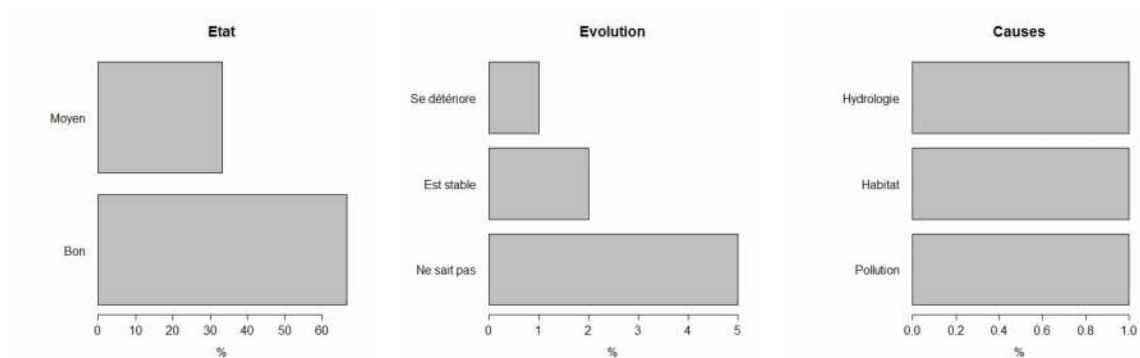 Etat
Moyen
Bon
0 10 20 30 40 50 60
%
Evolution
Se détériore
Est stable
Ne sait pas
0 1 2 3 4 5
%
Causes
Hydrologie
Habitat
Pollution
0.0 0.2 0.4 0.6 0.8 1.0
%